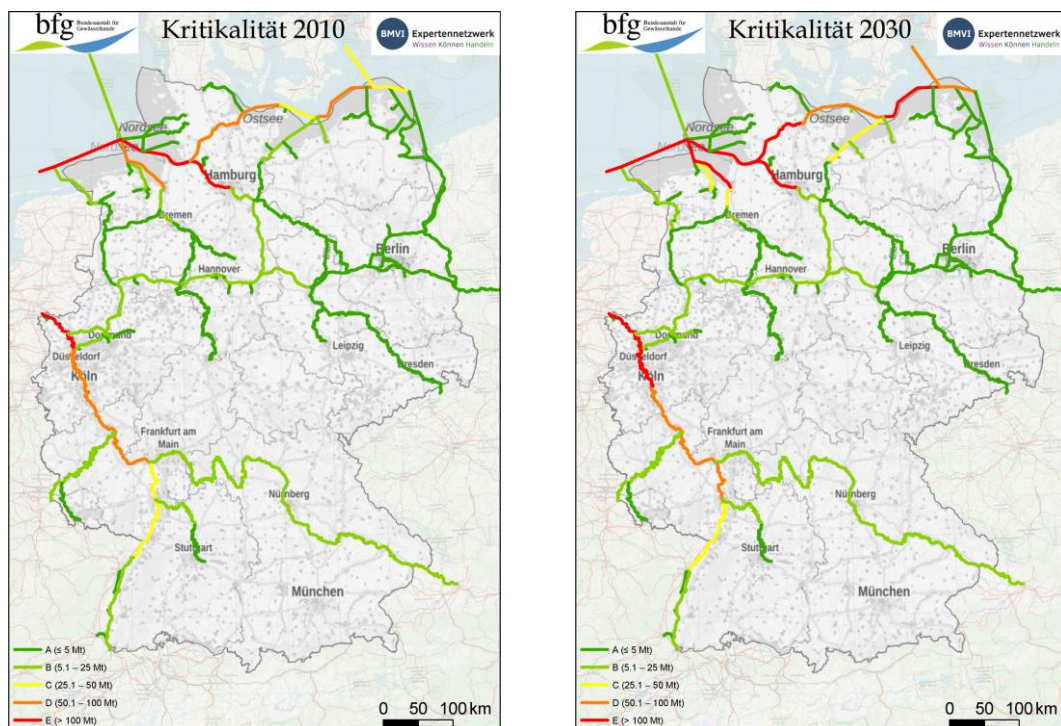 bfg Bundesanstalt für Gewässerkunde
Kritikalität 2010
BMVI Expertennetzwerk
Wissen Können Handeln
Nordsee
Nordsee
Ostsee
Hamburg
Bremen
Berlin
Hannover
Dortmund
Düsseldorf
Köln
Leipzig
Dresden
Frankfurt am
Main
Nürnberg
Stuttgart
München
A (≤ 5 Mt)
B (5.1 – 25 Mt)
C (25.1 – 50 Mt)
D (50.1 – 100 Mt)
E (> 100 Mt)
0 50 100 km
bfg Bundesanstalt für Gewässerkunde
Kritikalität 2030
BMVI Expertennetzwerk
Wissen Können Handeln
Nordsee
Nordsee
Ostsee
Hamburg
Bremen
Berlin
Hannover
Dortmund
Düsseldorf
Köln
Leipzig
Dresden
Frankfurt am
Main
Nürnberg
Stuttgart
München
A (≤ 5 Mt)
B (5.1 – 25 Mt)
C (25.1 – 50 Mt)
D (50.1 – 100 Mt)
E (> 100 Mt)
0 50 100 km